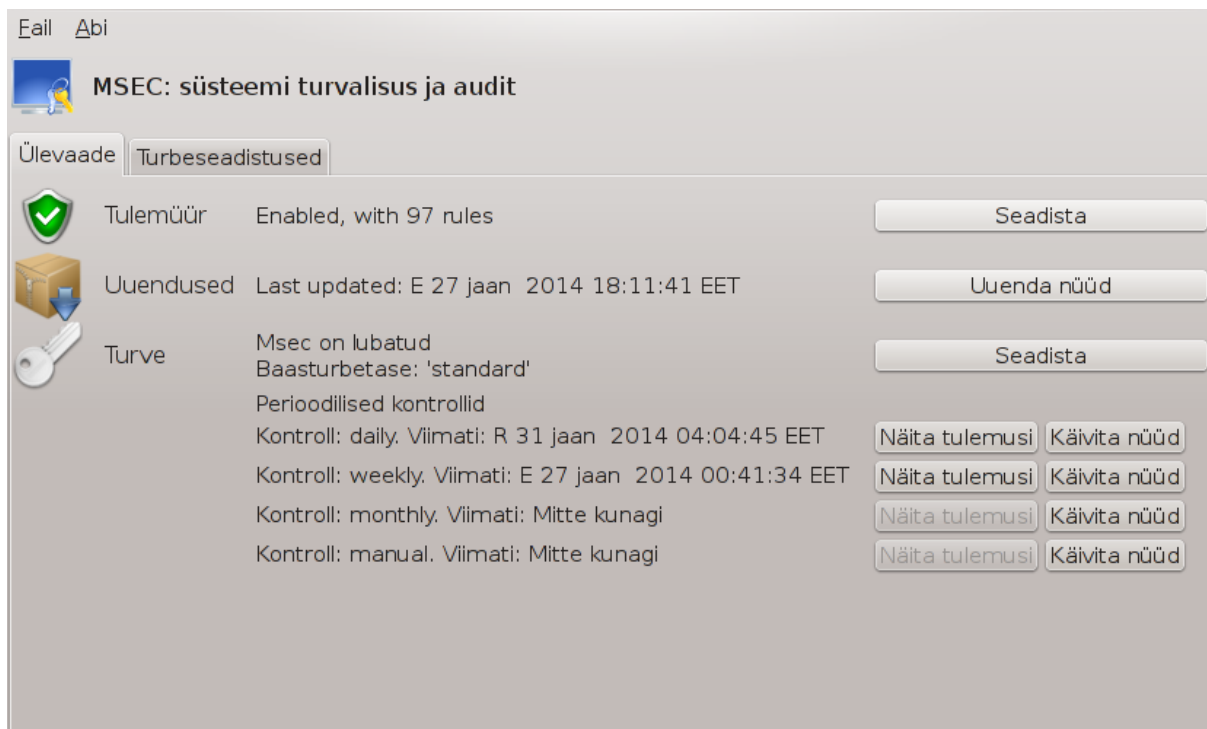 Fail Abi
MSEC: süsteemi turvalisus ja audit
Ülevaade Turbeseadistused
Tulemüür Enabled, with 97 rules Seadista
Uuendused Last updated: E 27 jaan  2014 18:11:41 EET Uuenda nüüd
Turve Msec on lubatud
Baasturbetase: 'standard' Seadista
Perioodilised kontrollid
Kontroll: daily. Viimati: R 31 jaan  2014 04:04:45 EET Näita tulemusi Käivita nüüd
Kontroll: weekly. Viimati: E 27 jaan  2014 00:41:34 EET Näita tulemusi Käivita nüüd
Kontroll: monthly. Viimati: Mitte kunagi Näita tulemusi Käivita nüüd
Kontroll: manual. Viimati: Mitte kunagi Näita tulemusi Käivita nüüd